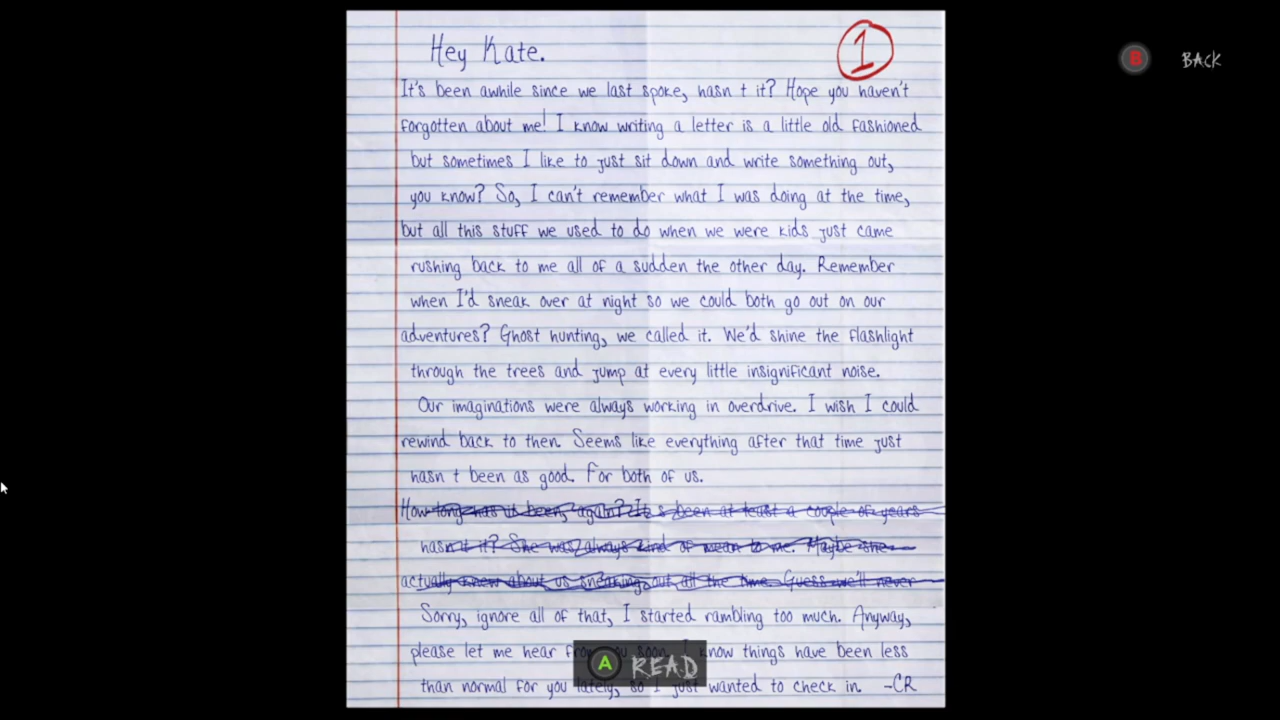 Hey Kate.
1
B BACK
It's been awhile since we last spoke, hasn t it? Hope you haven't
forgotten about me! I know writing a letter is a little old fashioned
but sometimes I like to just sit down and write something out,
you know? So, I can't remember what I was doing at the time,
but all this stuff we used to do when we were kids just came
rushing back to me all of a sudden the other day. Remember
when I'd sneak over at night so we could both go out on our
adventures? Ghost hunting, we called it. We'd shine the flashlight
through the trees and jump at every little insignificant noise.
Our imaginations were always working in overdrive. I wish I could
rewind back to then. Seems like everything after that time just
hasn t been as good. For both of us.
How long has it been, again? It s been at least a couple of years
hasn t it? She was always kind of mean to me. Maybe she
actually knew about us sneaking out all the time. Guess we'll never
Sorry, ignore all of that, I started rambling too much. Anyway,
please let me hear from you soon. I know things have been less
than normal for you lately, so I just wanted to check in. -CR
A READ